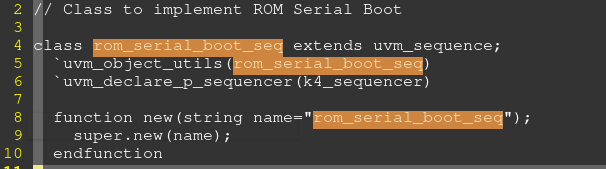 2 // Class to implement ROM Serial Boot
3
4 class rom_serial_boot_seq extends uvm_sequence;
5   `uvm_object_utils(rom_serial_boot_seq)
6   `uvm_declare_p_sequencer(k4_sequencer)
7
8   function new(string name="rom_serial_boot_seq");
9     super.new(name);
10   endfunction
11